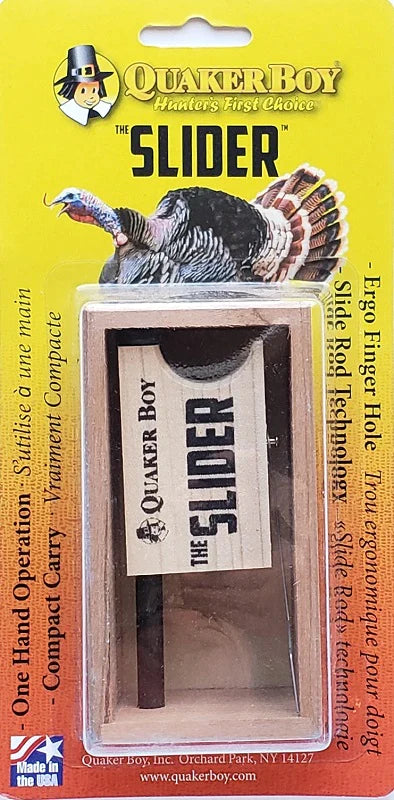 QUAKER BOY®
Hunter's First Choice™
THE SLIDER™
- One Hand Operation S'utilise à une main
- Compact Carry Vraiment Compacte
QUAKER BOY
THE SLIDER
- Ergo Finger Hole Trou ergonomique pour doigt
- Slide Rod Technology «Slide Rod» technologie
Made in
the USA
Quaker Boy, Inc. Orchard Park, NY 14127
www.quakerboy.com